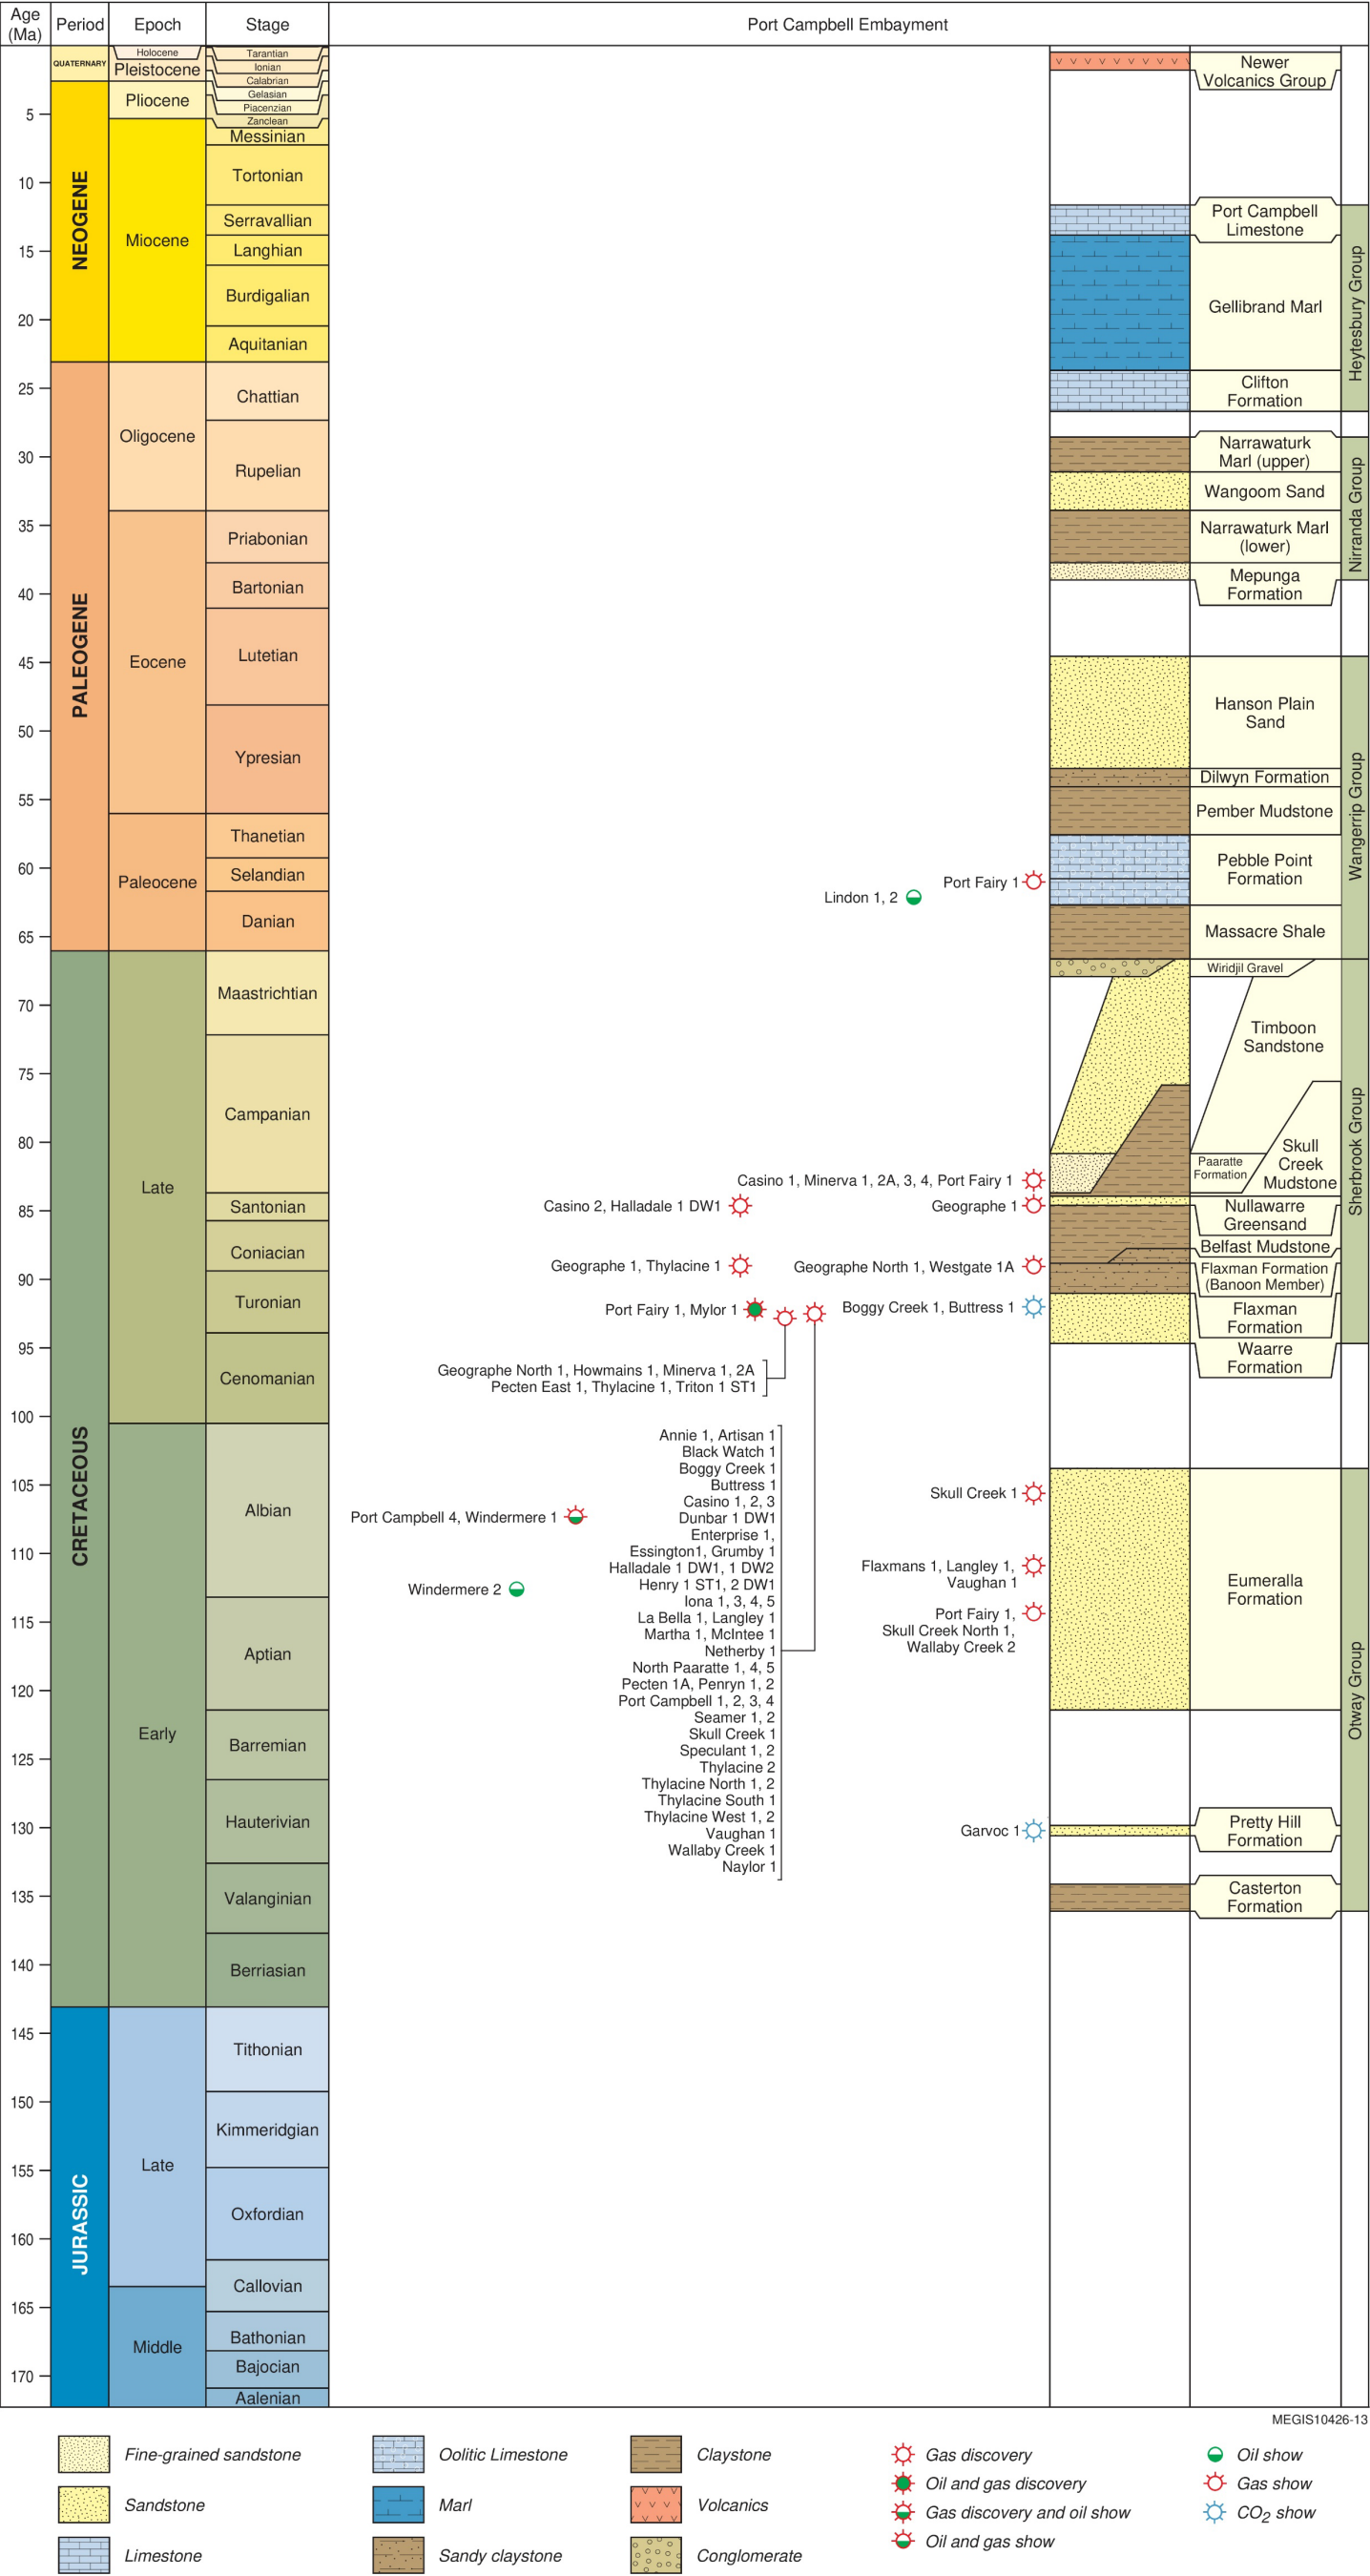 Age
(Ma)
Period
Epoch
Stage
Port Campbell Embayment
5
10
15
20
25
30
35
40
45
50
55
60
65
70
75
80
85
90
95
100
105
110
115
120
125
130
135
140
145
150
155
160
165
170
QUATERNARY
NEOGENE
PALEOGENE
CRETACEOUS
JURASSIC
Holocene
Pleistocene
Pliocene
Miocene
Oligocene
Eocene
Paleocene
Late
Early
Late
Middle
Tarantian
Ionian
Calabrian
Gelasian
Piacenzian
Zanclean
Messinian
Tortonian
Serravallian
Langhian
Burdigalian
Aquitanian
Chattian
Rupelian
Priabonian
Bartonian
Lutetian
Ypresian
Thanetian
Selandian
Danian
Maastrichtian
Campanian
Santonian
Coniacian
Turonian
Cenomanian
Albian
Aptian
Barremian
Hauterivian
Valanginian
Berriasian
Tithonian
Kimmeridgian
Oxfordian
Callovian
Bathonian
Bajocian
Aalenian
Port Fairy 1
Lindon 1, 2
Casino 1, Minerva 1, 2A, 3, 4, Port Fairy 1
Casino 2, Halladale 1 DW1
Geographe 1
Geographe 1, Thylacine 1
Geographe North 1, Westgate 1A
Port Fairy 1, Mylor 1
Boggy Creek 1, Buttress 1
Geographe North 1, Howmains 1, Minerva 1, 2A
Pecten East 1, Thylacine 1, Triton 1 ST1
Annie 1, Artisan 1
Black Watch 1
Boggy Creek 1
Buttress 1
Casino 1, 2, 3
Dunbar 1 DW1
Enterprise 1,
Essington1, Grumby 1
Halladale 1 DW1, 1 DW2
Henry 1 ST1, 2 DW1
Iona 1, 3, 4, 5
La Bella 1, Langley 1
Martha 1, McIntee 1
Netherby 1
North Paaratte 1, 4, 5
Pecten 1A, Penryn 1, 2
Port Campbell 1, 2, 3, 4
Seamer 1, 2
Skull Creek 1
Speculant 1, 2
Thylacine 2
Thylacine North 1, 2
Thylacine South 1
Thylacine West 1, 2
Vaughan 1
Wallaby Creek 1
Naylor 1
Port Campbell 4, Windermere 1
Windermere 2
Skull Creek 1
Flaxmans 1, Langley 1,
Vaughan 1
Port Fairy 1,
Skull Creek North 1,
Wallaby Creek 2
Garvoc 1
Newer
Volcanics Group
Port Campbell
Limestone
Gellibrand Marl
Clifton
Formation
Narrawaturk
Marl (upper)
Wangoom Sand
Narrawaturk Marl
(lower)
Mepunga
Formation
Hanson Plain
Sand
Dilwyn Formation
Pember Mudstone
Pebble Point
Formation
Massacre Shale
Wiridjil Gravel
Timboon
Sandstone
Paaratte
Formation
Skull
Creek
Mudstone
Nullawarre
Greensand
Belfast Mudstone
Flaxman Formation
(Banoon Member)
Flaxman
Formation
Waarre
Formation
Eumeralla
Formation
Pretty Hill
Formation
Casterton
Formation
Heytesbury Group
Nirranda Group
Wangerrip Group
Sherbrook Group
Otway Group
MEGIS10426-13
Fine-grained sandstone
Sandstone
Limestone
Oolitic Limestone
Marl
Sandy claystone
Claystone
Volcanics
Conglomerate
Gas discovery
Oil and gas discovery
Gas discovery and oil show
Oil and gas show
Oil show
Gas show
CO2 show